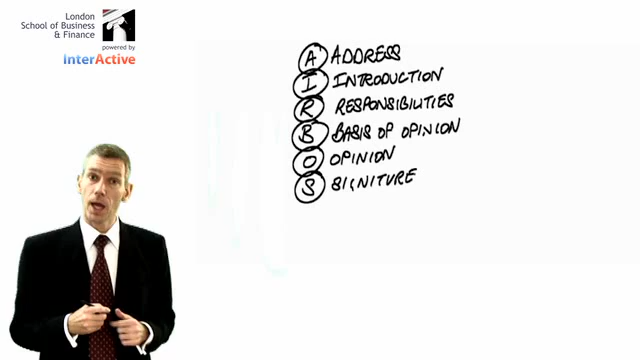 London
School of Business
& Finance
powered by
InterActive
A ADDRESS
I INTRODUCTION
R RESPONSIBILITIES
B BASIS OF OPINION
O OPINION
S SIGNITURE